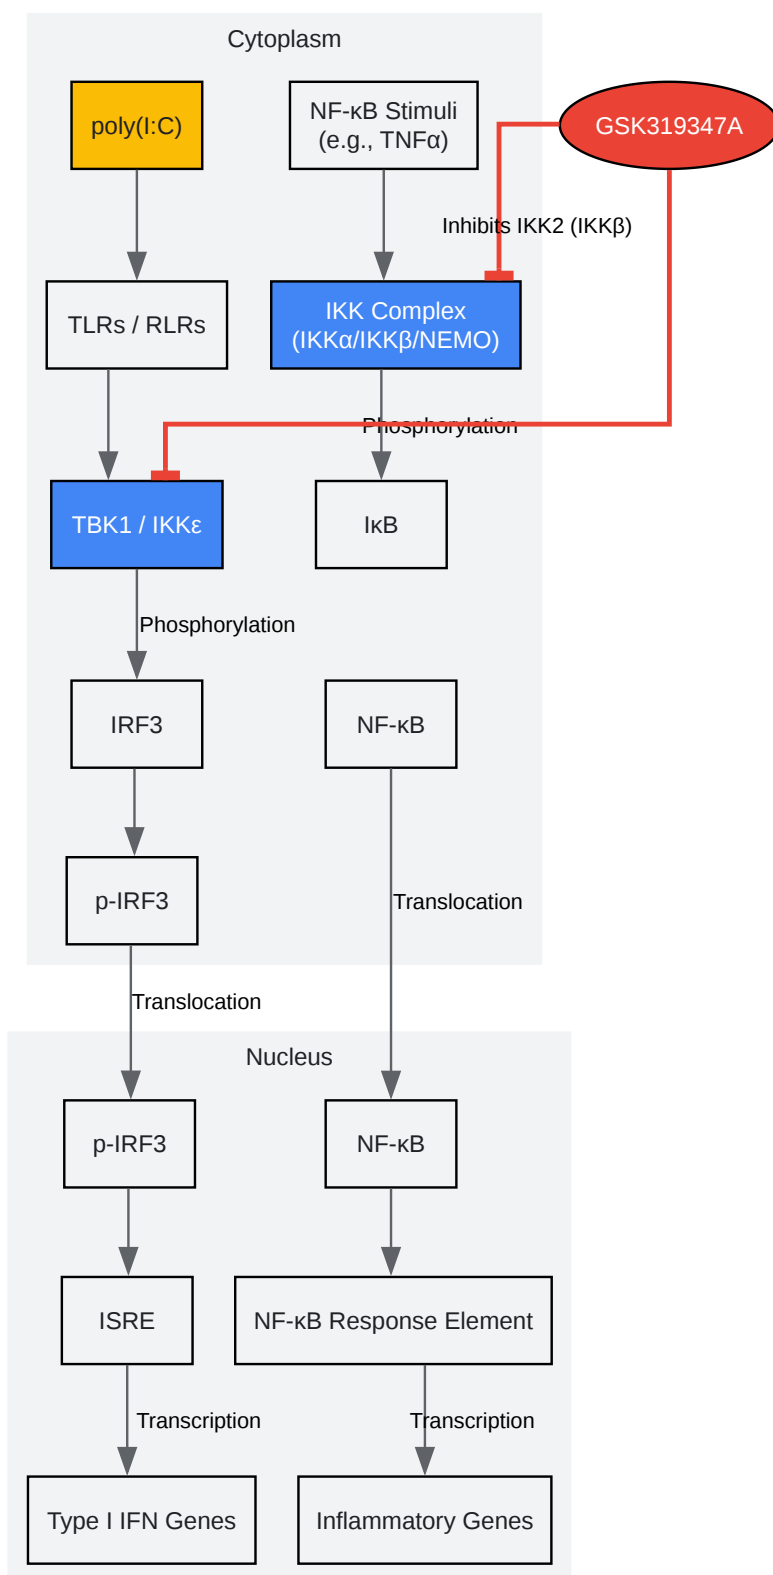 Cytoplasm
poly(I:C)
NF-κB Stimuli
(e.g., TNFα)
GSK319347A
Inhibits IKK2 (IKKβ)
TLRs / RLRs
IKK Complex
(IKKα/IKKβ/NEMO)
Phosphorylation
TBK1 / IKKε
IκB
Phosphorylation
IRF3
NF-κB
p-IRF3
Translocation
Translocation
Nucleus
p-IRF3
NF-κB
ISRE
NF-κB Response Element
Transcription
Transcription
Type I IFN Genes
Inflammatory Genes